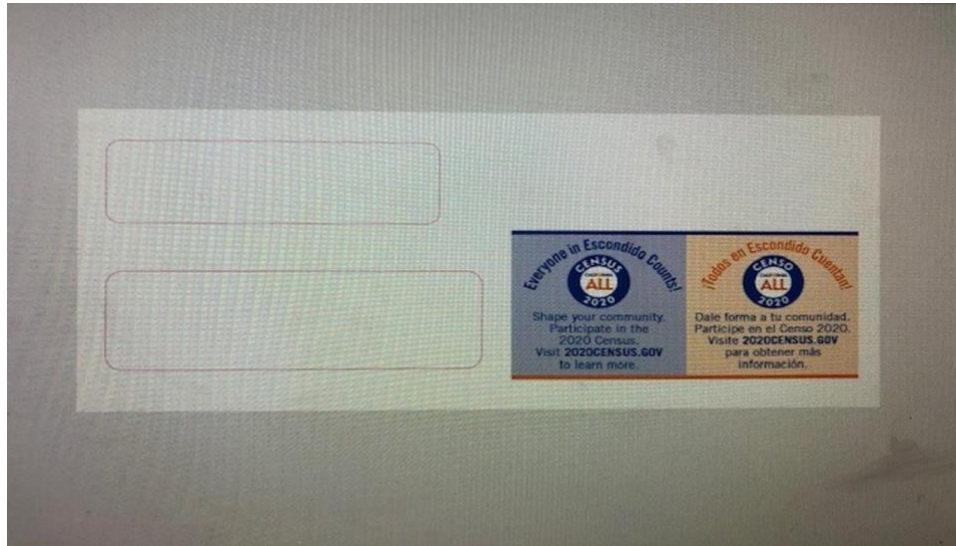 Everyone in Escondido Counts!
CENSUS
CALIFORNIA
ALL
2020
Shape your community.
Participate in the
2020 Census.
Visit 2020CENSUS.GOV
to learn more.
¡Todos en Escondido Cuentan!
CENSO
CALIFORNIA
ALL
2020
Dale forma a tu comunidad.
Participe en el Censo 2020.
Visite 2020CENSUS.GOV
para obtener más
información.